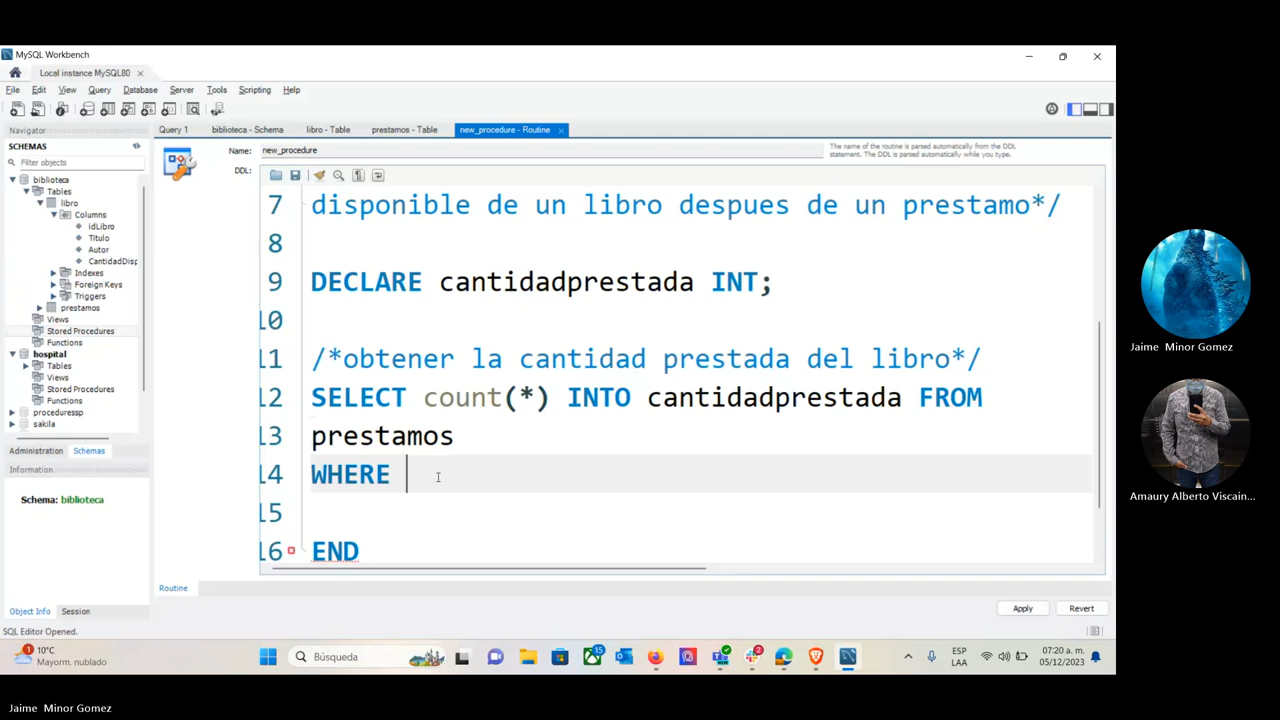 MySQL Workbench
Local instance MySQL80
File Edit View Query Database Server Tools Scripting Help
Navigator
Query 1
biblioteca - Schema
libro - Table
prestamos - Table
new_procedure - Routine
SCHEMAS
Filter objects
biblioteca
Tables
libro
Columns
idLibro
Titulo
Autor
CantidadDisp
Indexes
Foreign Keys
Triggers
prestamos
Views
Stored Procedures
Functions
hospital
Tables
Views
Stored Procedures
Functions
proceduressp
sakila
Administration Schemas
Information
Schema: biblioteca
Object Info Session
SQL Editor Opened.
Name: new_procedure
The name of the routine is parsed automatically from the DDL
statement. The DDL is parsed automatically while you type.
DDL:
7 disponible de un libro despues de un prestamo*/
8
9 DECLARE cantidadprestada INT;
10
11 /*obtener la cantidad prestada del libro*/
12 SELECT count(*) INTO cantidadprestada FROM
13 prestamos
14 WHERE
15
16 END
Routine
Apply Revert
1
10°C
Mayorm. nublado
Búsqueda
15
2
ESP
LAA
07:20 a. m.
05/12/2023
Jaime Minor Gomez
Amaury Alberto Viscain...
Jaime Minor Gomez